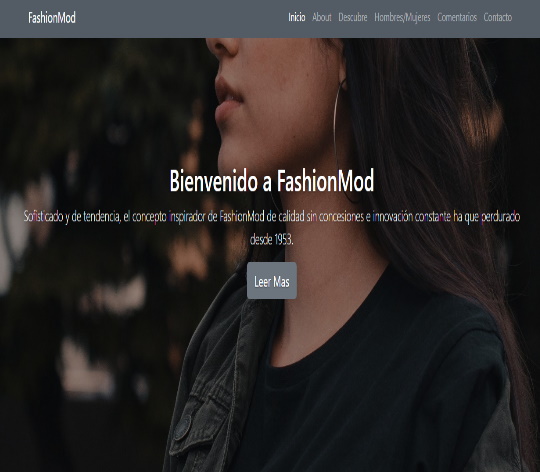 FashionMod
Inicio About Descubre Hombres/Mujeres Comentarios Contacto
Bienvenido a FashionMod
Sofisticado y de tendencia, el concepto inspirador de FashionMod de calidad sin concesiones e innovación constante ha que perdurado
desde 1953.
Leer Mas